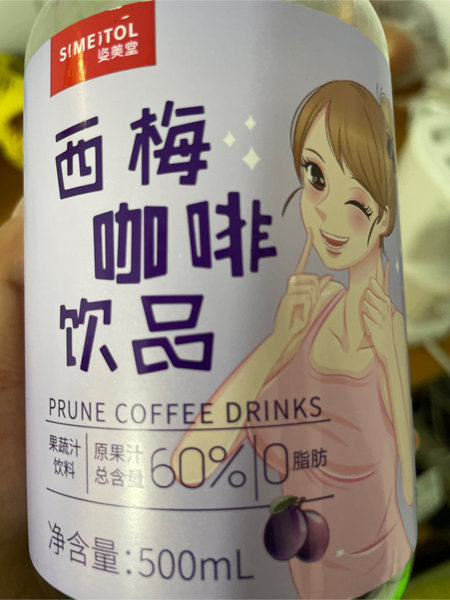 SIMEITOL
姿美堂
西梅
咖啡
饮品
PRUNE COFFEE DRINKS
果蔬汁
饮料
原果汁
总含量
60%
0脂肪
净含量:500mL